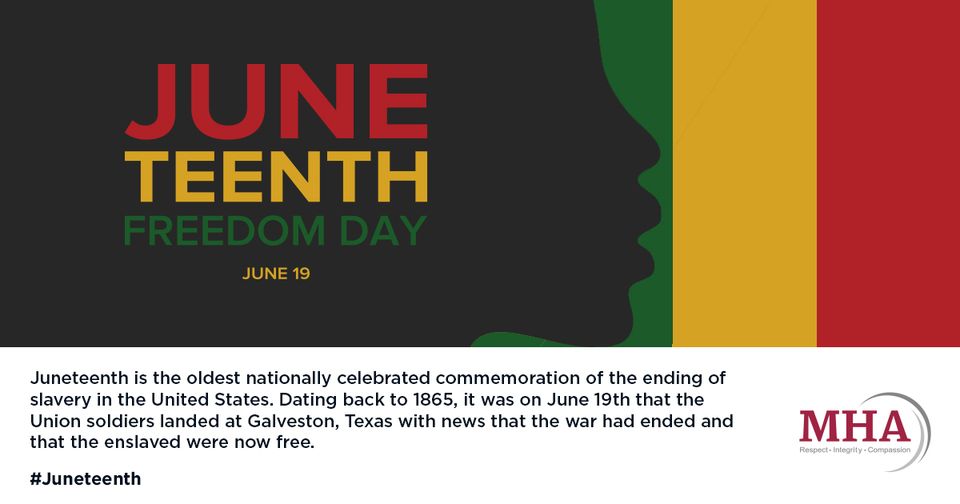 JUNE
TEENTH
FREEDOM DAY
JUNE 19
Juneteenth is the oldest nationally celebrated commemoration of the ending of
slavery in the United States. Dating back to 1865, it was on June 19th that the
Union soldiers landed at Galveston, Texas with news that the war had ended and
that the enslaved were now free.
#Juneteenth
MHA
Respect - Integrity - Compassion